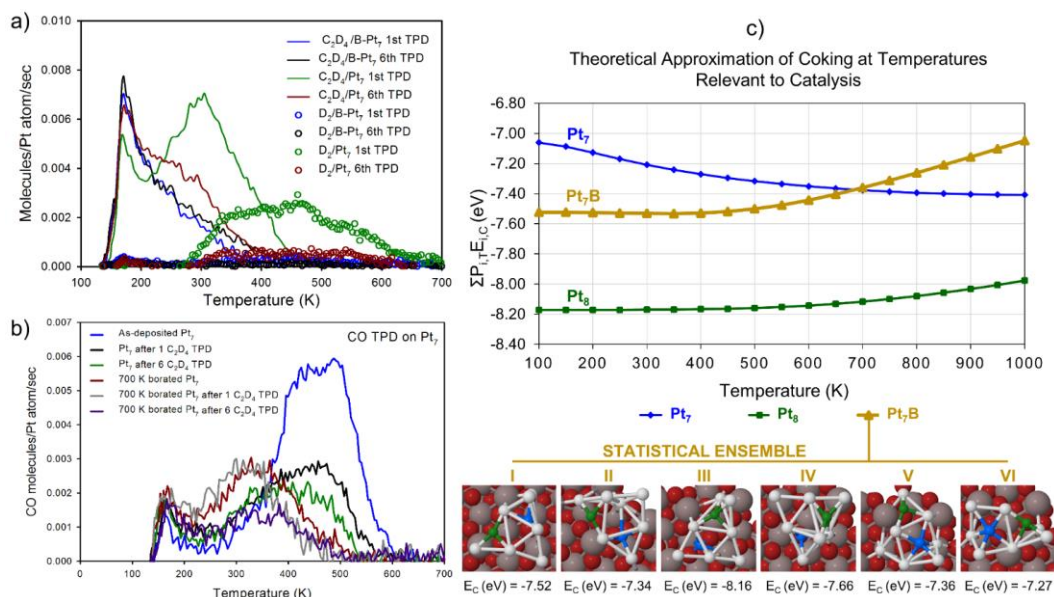 a)
0.010
0.008
0.006
0.004
0.002
0.000
Molecules/Pt atom/sec
C₂D₄/B-Pt₇ 1st TPD
C₂D₄/B-Pt₇ 6th TPD
C₂D₄/Pt₇ 1st TPD
C₂D₄/Pt₇ 6th TPD
D₂/B-Pt₇ 1st TPD
D₂/B-Pt₇ 6th TPD
D₂/Pt₇ 1st TPD
D₂/Pt₇ 6th TPD
100 200 300 400 500 600 700
Temperature (K)
b)
0.007
0.006
0.005
0.004
0.003
0.002
0.001
0.000
CO molecules/Pt atom/sec
CO TPD on Pt₇
As-deposited Pt₇
Pt₇ after 1 C₂D₄ TPD
Pt₇ after 6 C₂D₄ TPD
700 K borated Pt₇
700 K borated Pt₇ after 1 C₂D₄ TPD
700 K borated Pt₇ after 6 C₂D₄ TPD
100 200 300 400 500 600 700
Temperature (K)
c)
Theoretical Approximation of Coking at Temperatures
Relevant to Catalysis
-6.80
-7.00
-7.20
-7.40
-7.60
-7.80
-8.00
-8.20
-8.40
ΣPᵢ,ₜEᵢ,C (eV)
Pt₇
Pt₇B
Pt₈
100 200 300 400 500 600 700 800 900 1000
Temperature (K)
Pt₇ Pt₈ Pt₇B
STATISTICAL ENSEMBLE
I II III IV V VI
E_C (eV) = -7.52 E_C (eV) = -7.34 E_C (eV) = -8.16 E_C (eV) = -7.66 E_C (eV) = -7.36 E_C (eV) = -7.27